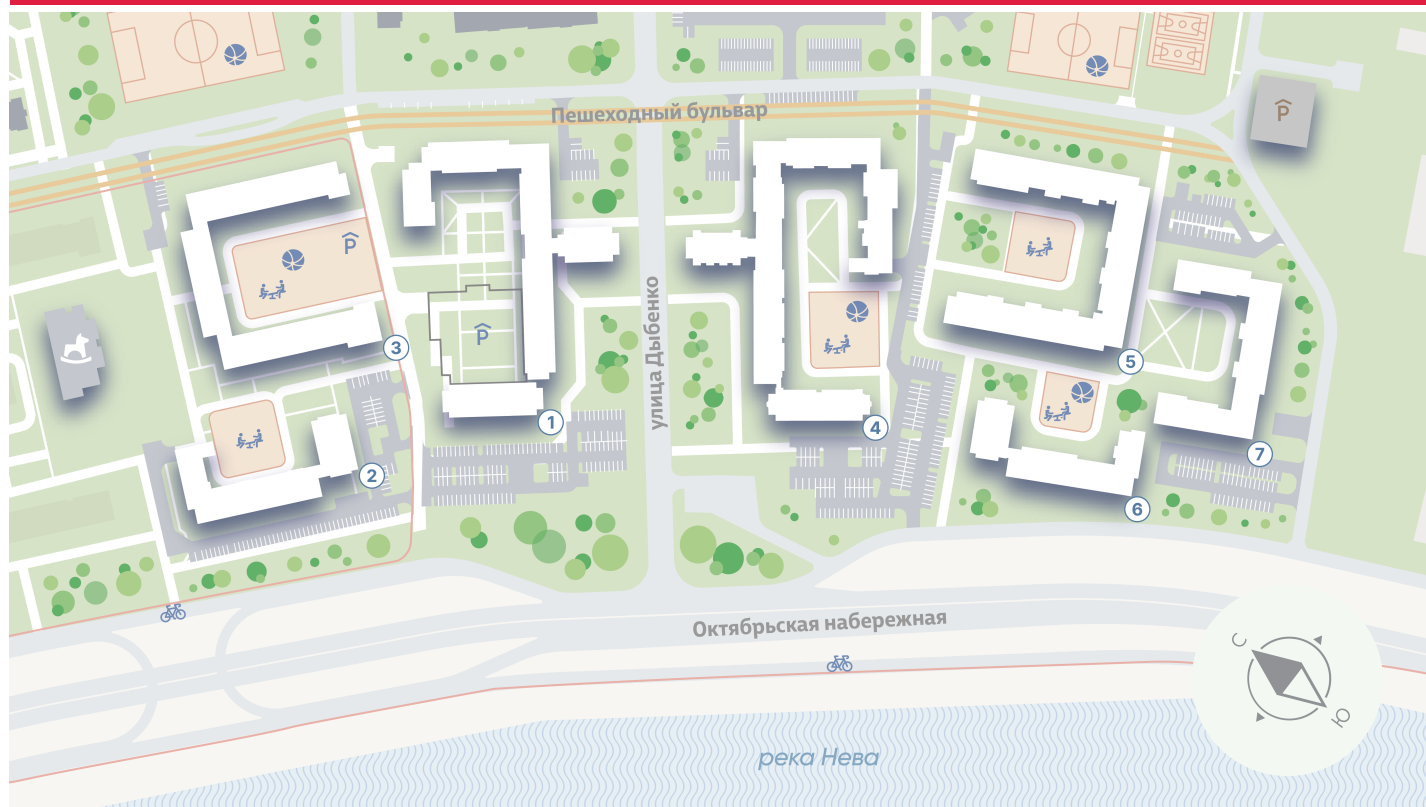 Пешеходный бульвар
P
P
P
улица Дыбенко
3
5
1
4
7
2
6
Октябрьская набережная
С
Ю
река Нева